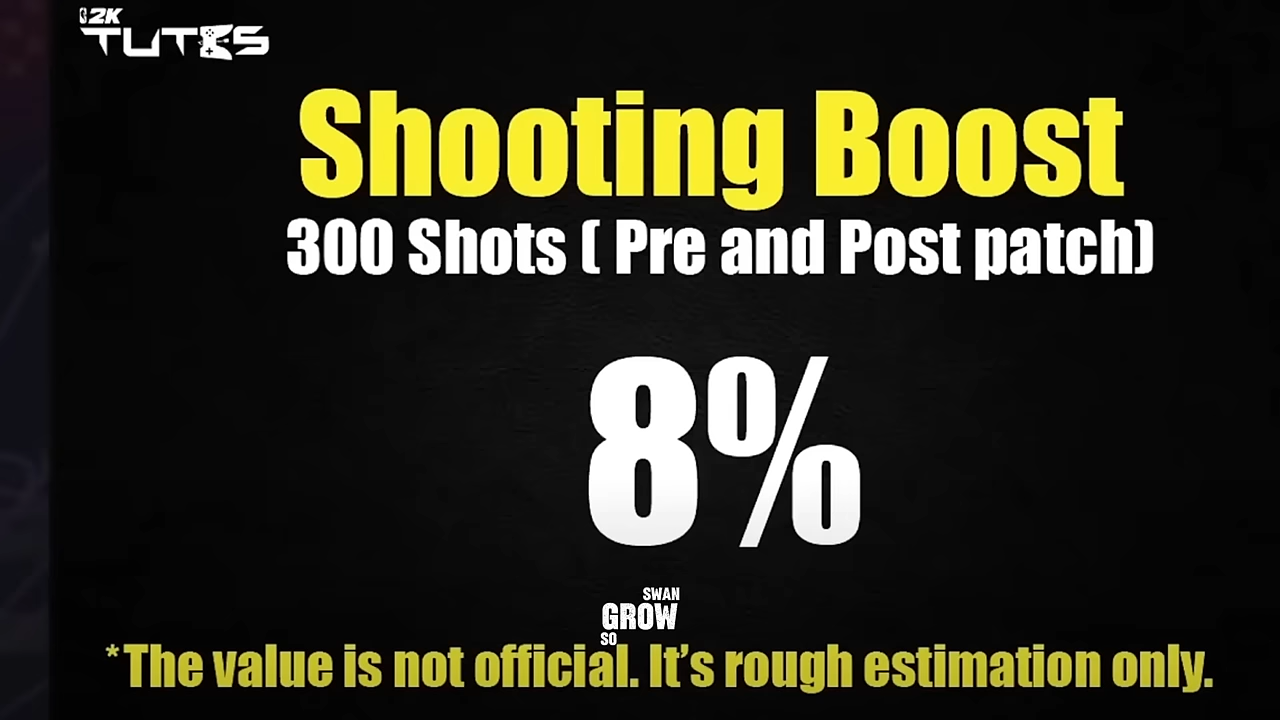 2K
TUTES
Shooting Boost
300 Shots ( Pre and Post patch)
8%
SWAN
GROW
SO
*The value is not official. It's rough estimation only.